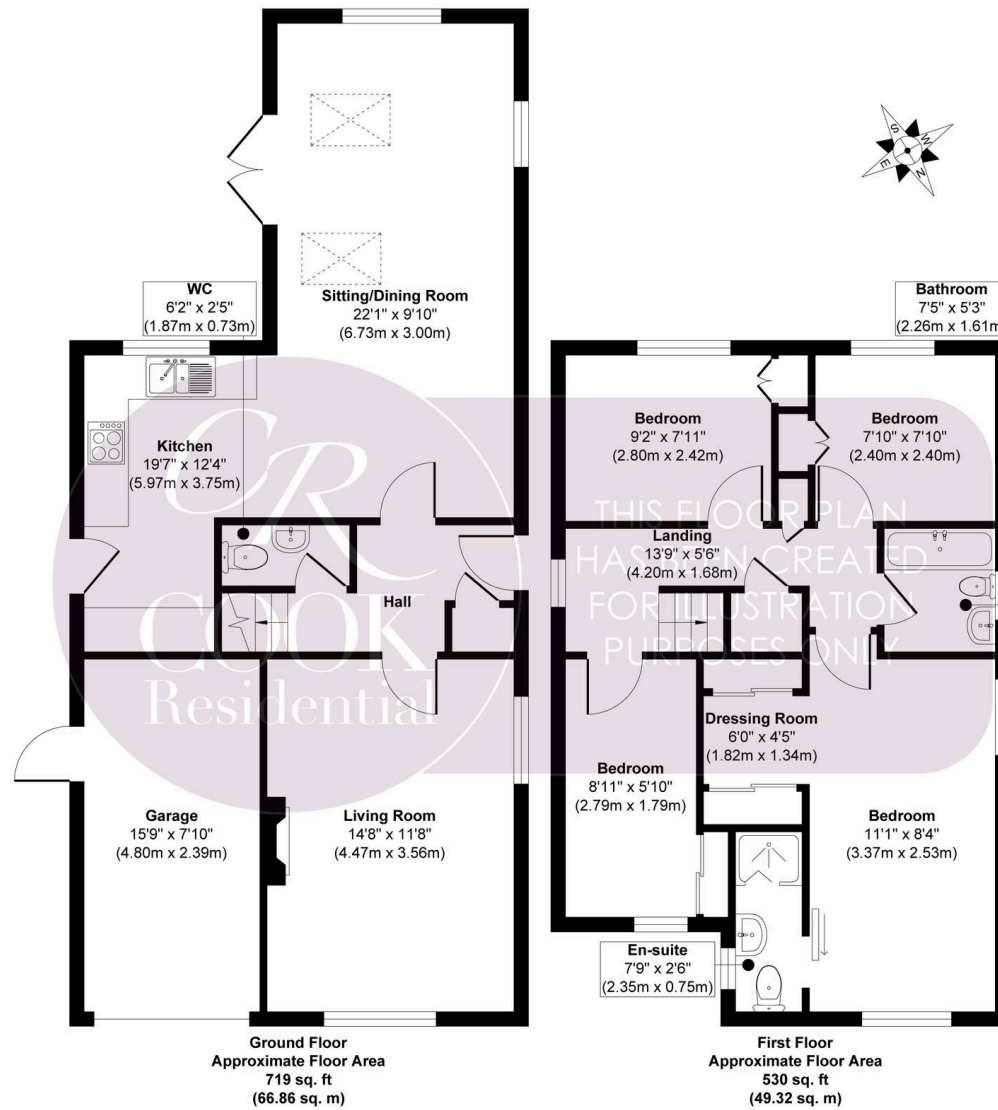 WC
6'2" x 2'5"
(1.87m x 0.73m)
Sitting/Dining Room
22'1" x 9'10"
(6.73m x 3.00m)
S
W
E
N
Bathroom
7'5" x 5'3"
(2.26m x 1.61m
Kitchen
19'7" x 12'4"
(5.97m x 3.75m)
Bedroom
9'2" x 7'11"
(2.80m x 2.42m)
Bedroom
7'10" x 7'10"
(2.40m x 2.40m)
Landing
13'9" x 5'6"
(4.20m x 1.68m)
Hall
CR
COOK
Residential
THIS FLOOR PLAN
HAS BEEN CREATED
FOR ILLUSTRATION
PURPOSES ONLY
Dressing Room
6'0" x 4'5"
(1.82m x 1.34m)
Bedroom
8'11" x 5'10"
(2.79m x 1.79m)
Garage
15'9" x 7'10"
(4.80m x 2.39m)
Living Room
14'8" x 11'8"
(4.47m x 3.56m)
Bedroom
11'1" x 8'4"
(3.37m x 2.53m)
En-suite
7'9" x 2'6"
(2.35m x 0.75m)
Ground Floor
Approximate Floor Area
719 sq. ft
(66.86 sq. m)
First Floor
Approximate Floor Area
530 sq. ft
(49.32 sq. m)